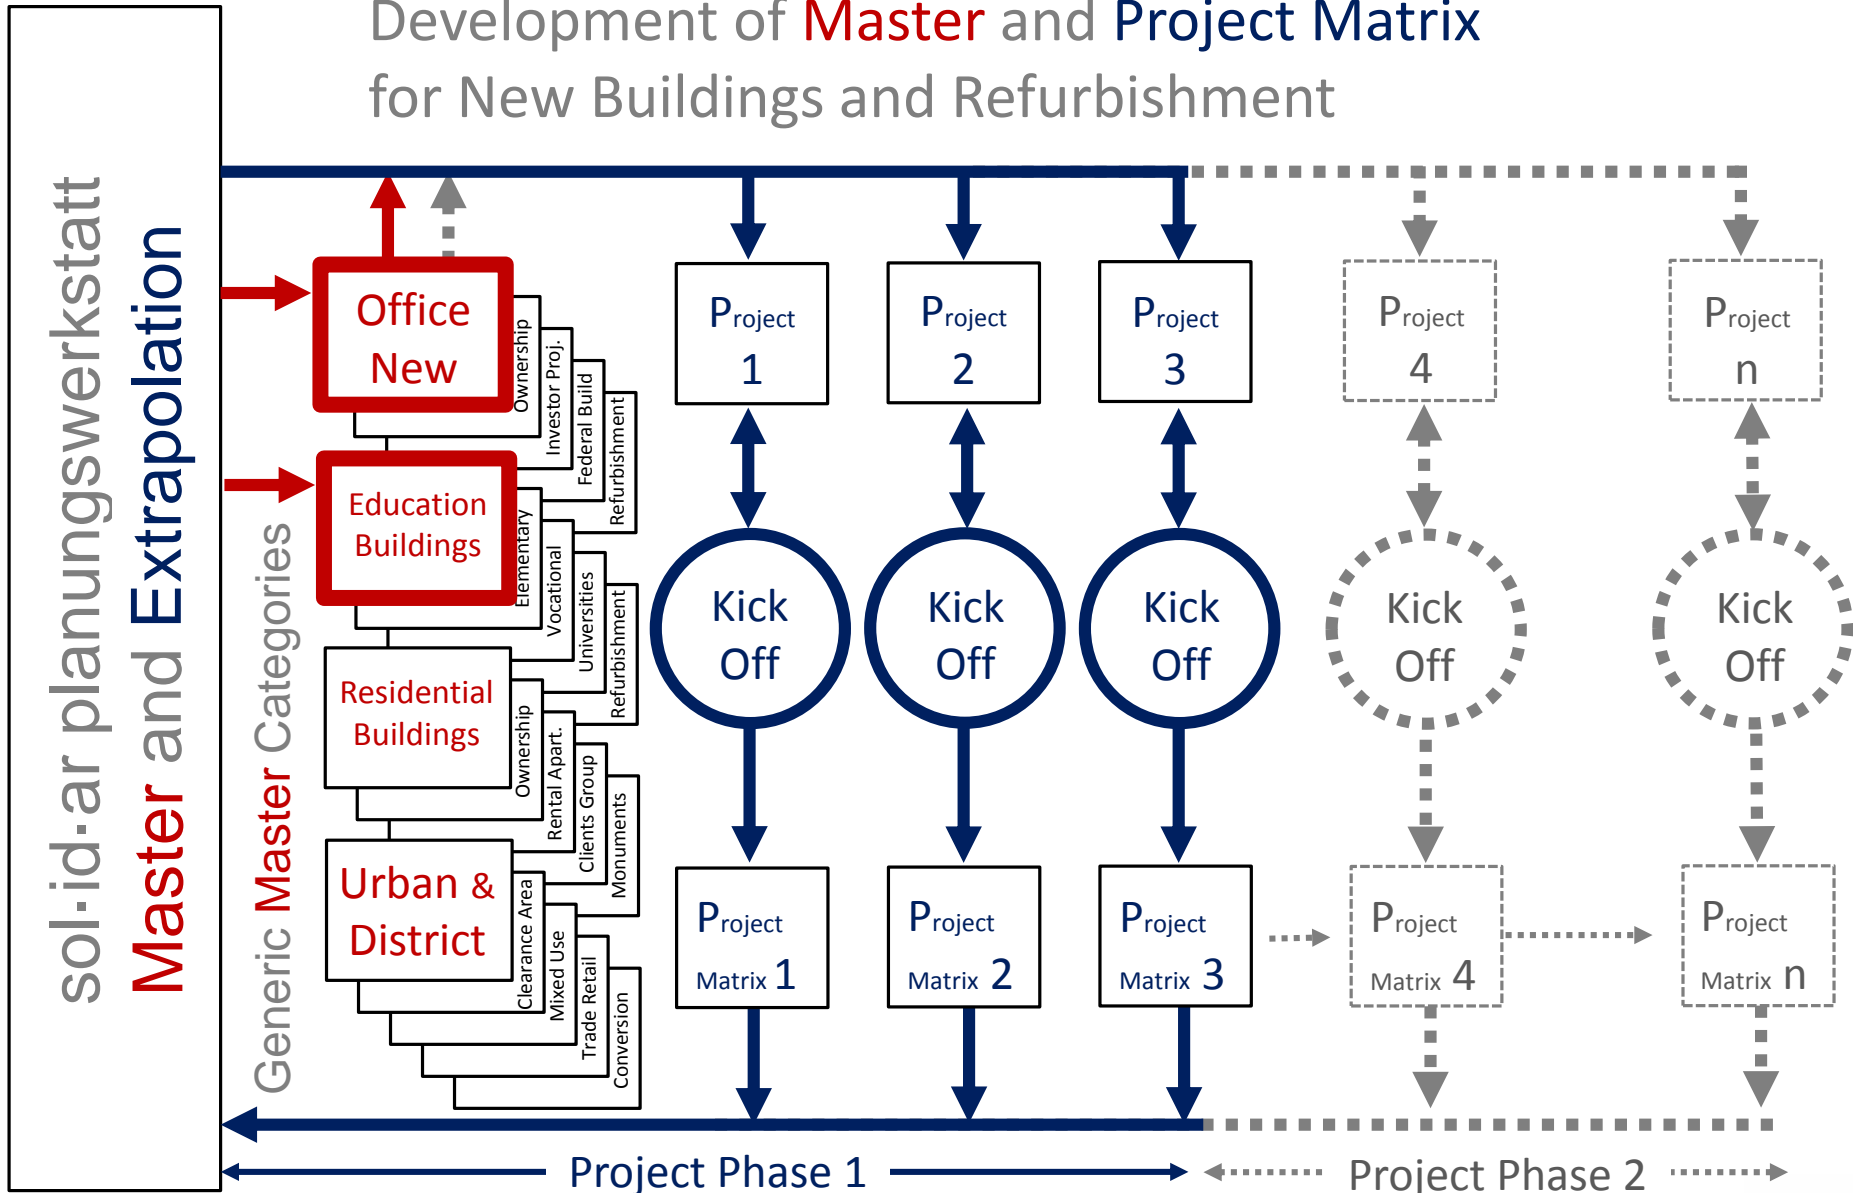 Development of Master and Project Matrix
for New Buildings and Refurbishment
sol·id·ar planungswerkstatt
Master and Extrapolation
Generic Master Categories
Office
New
Ownership
Investor Proj.
Federal Build
Refurbishment
Education
Buildings
Elementary
Vocational
Universities
Refurbishment
Residential
Buildings
Ownership
Rental Apart.
Clients Group
Monuments
Urban &
District
Clearance Area
Mixed Use
Trade Retail
Conversion
Project
1
Project
2
Project
3
Project
4
Project
n
Kick
Off
Kick
Off
Kick
Off
Kick
Off
Kick
Off
Project
Matrix 1
Project
Matrix 2
Project
Matrix 3
Project
Matrix 4
Project
Matrix n
Project Phase 1
Project Phase 2